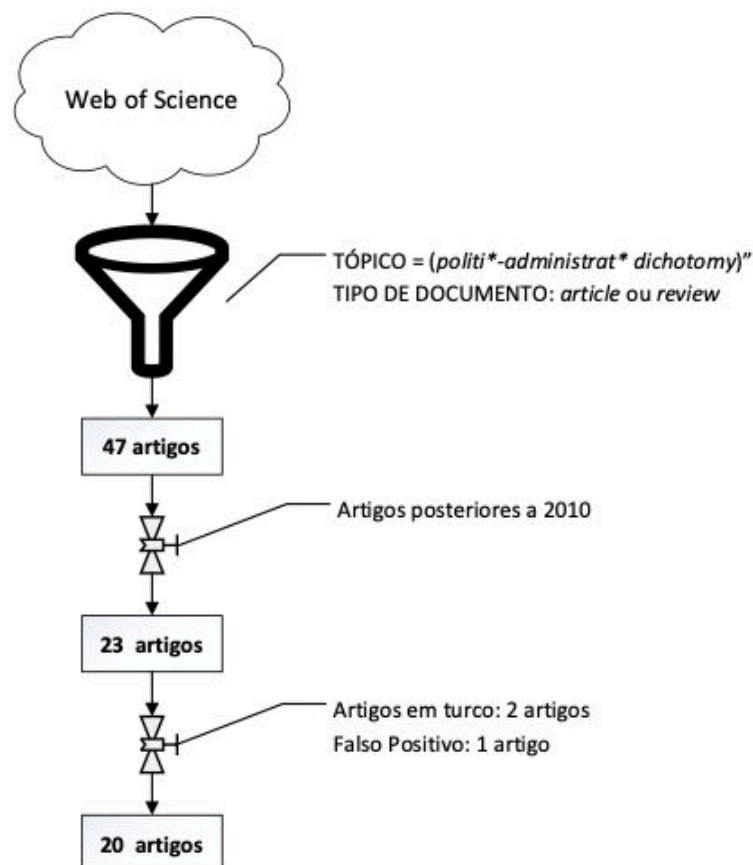 Web of Science
TÓPICO = (politi*-administrat* dichotomy)”
TIPO DE DOCUMENTO: article ou review
47 artigos
Artigos posteriores a 2010
23 artigos
Artigos em turco: 2 artigos
Falso Positivo: 1 artigo
20 artigos